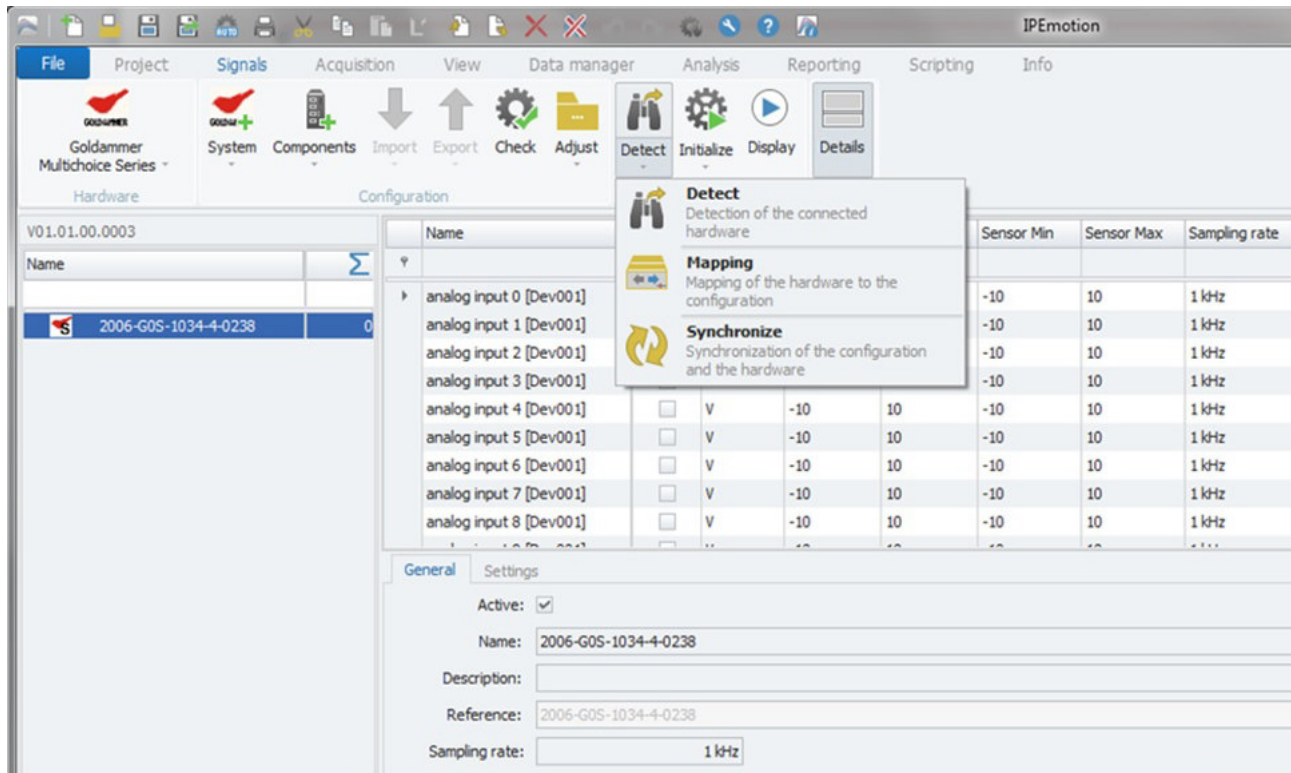 AUTO
IPEmotion
File Project Signals Acquisition View Data manager Analysis Reporting Scripting Info
GOLDAMMER
Goldammer
Multichoice Series
System Components Import Export Check Adjust Detect Initialize Display Details
Hardware Configuration
Detect
Detection of the connected
hardware
Mapping
Mapping of the hardware to the
configuration
Synchronize
Synchronization of the configuration
and the hardware
V01.01.00.0003
Name Σ
2006-G0S-1034-4-0238 0
Name Sensor Min Sensor Max Sampling rate
analog input 0 [Dev001] -10 10 1 kHz
analog input 1 [Dev001] -10 10 1 kHz
analog input 2 [Dev001] -10 10 1 kHz
analog input 3 [Dev001] -10 10 1 kHz
analog input 4 [Dev001] V -10 10 -10 10 1 kHz
analog input 5 [Dev001] V -10 10 -10 10 1 kHz
analog input 6 [Dev001] V -10 10 -10 10 1 kHz
analog input 7 [Dev001] V -10 10 -10 10 1 kHz
analog input 8 [Dev001] V -10 10 -10 10 1 kHz
General Settings
Active:
Name: 2006-G0S-1034-4-0238
Description:
Reference: 2006-G0S-1034-4-0238
Sampling rate: 1 kHz